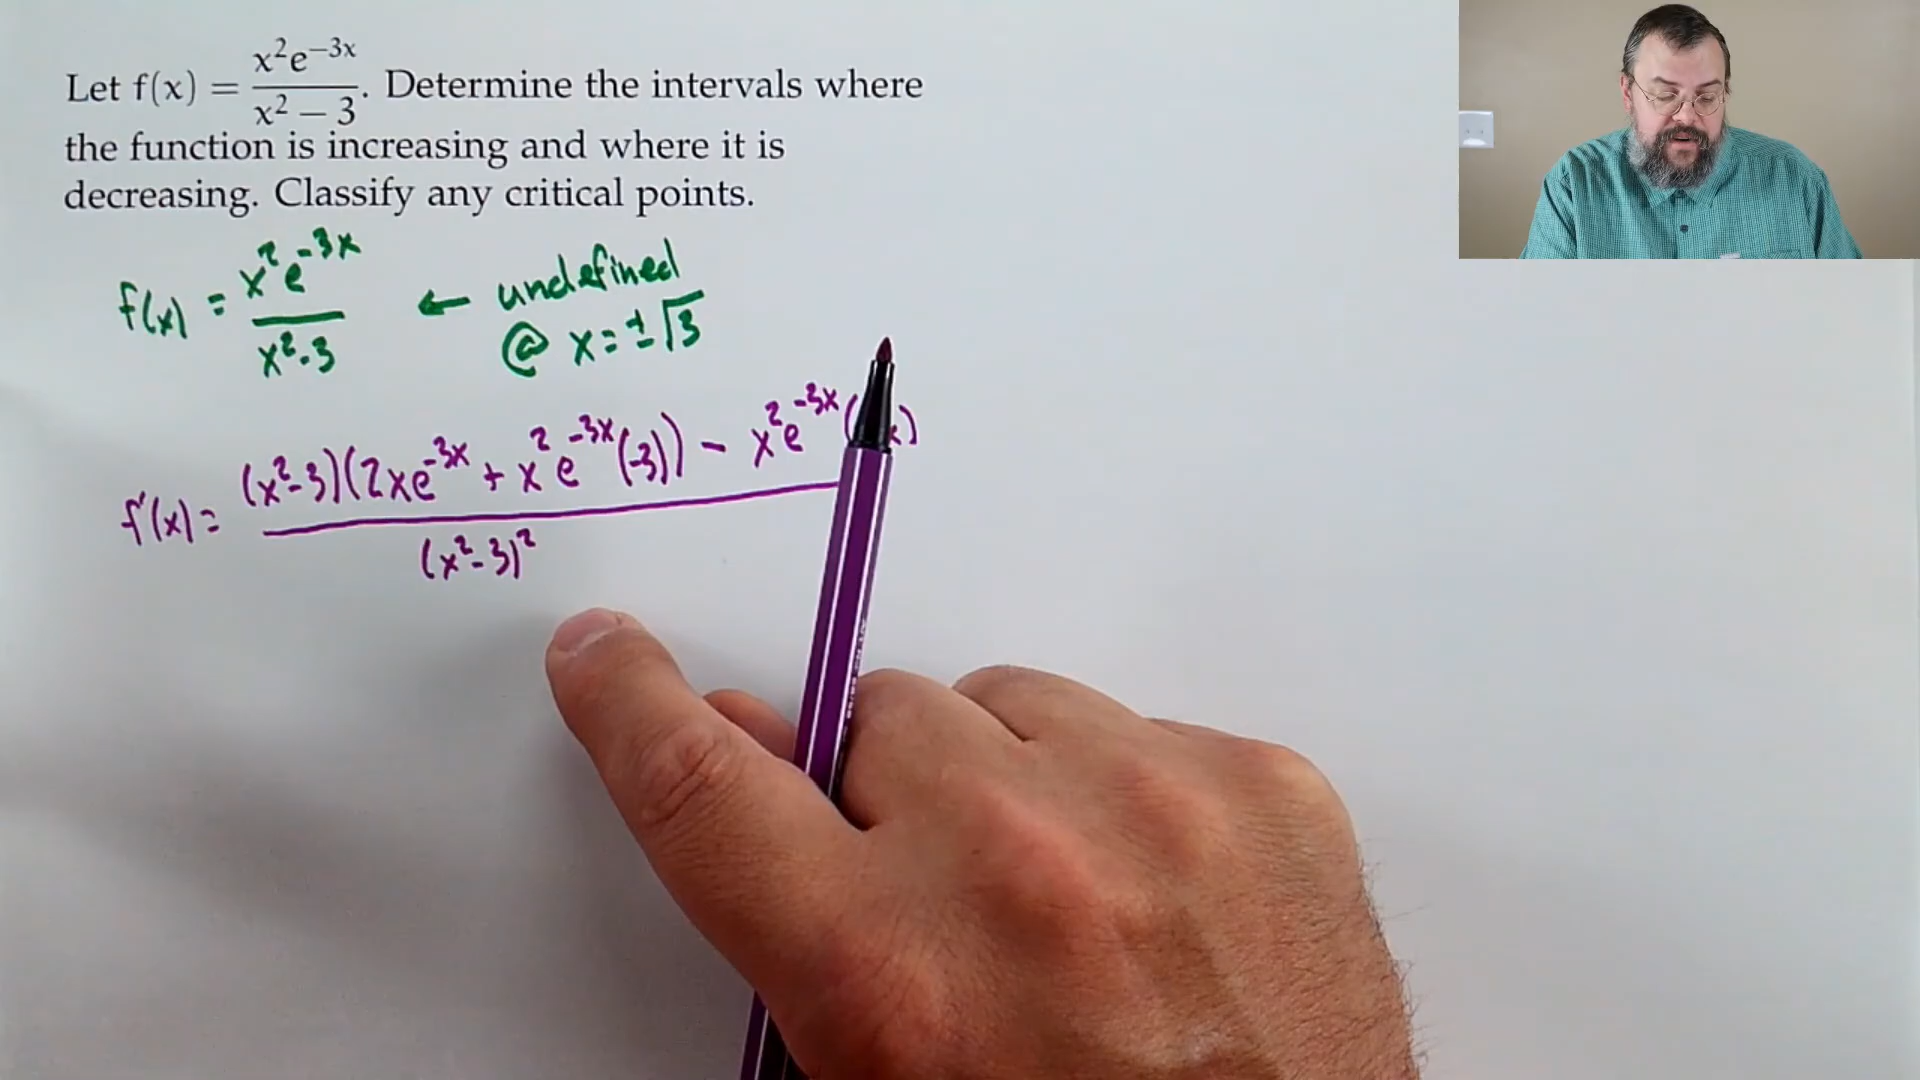 Let f(x) = x²e⁻³ˣ / x² − 3. Determine the intervals where
the function is increasing and where it is
decreasing. Classify any critical points.
f(x) = x²e⁻³ˣ / x²-3 ← undefined
@ x = ±√3
f'(x) = (x²-3)(2xe⁻³ˣ + x²e⁻³ˣ(-3)) - x²e⁻³ˣ( x) / (x²-3)²